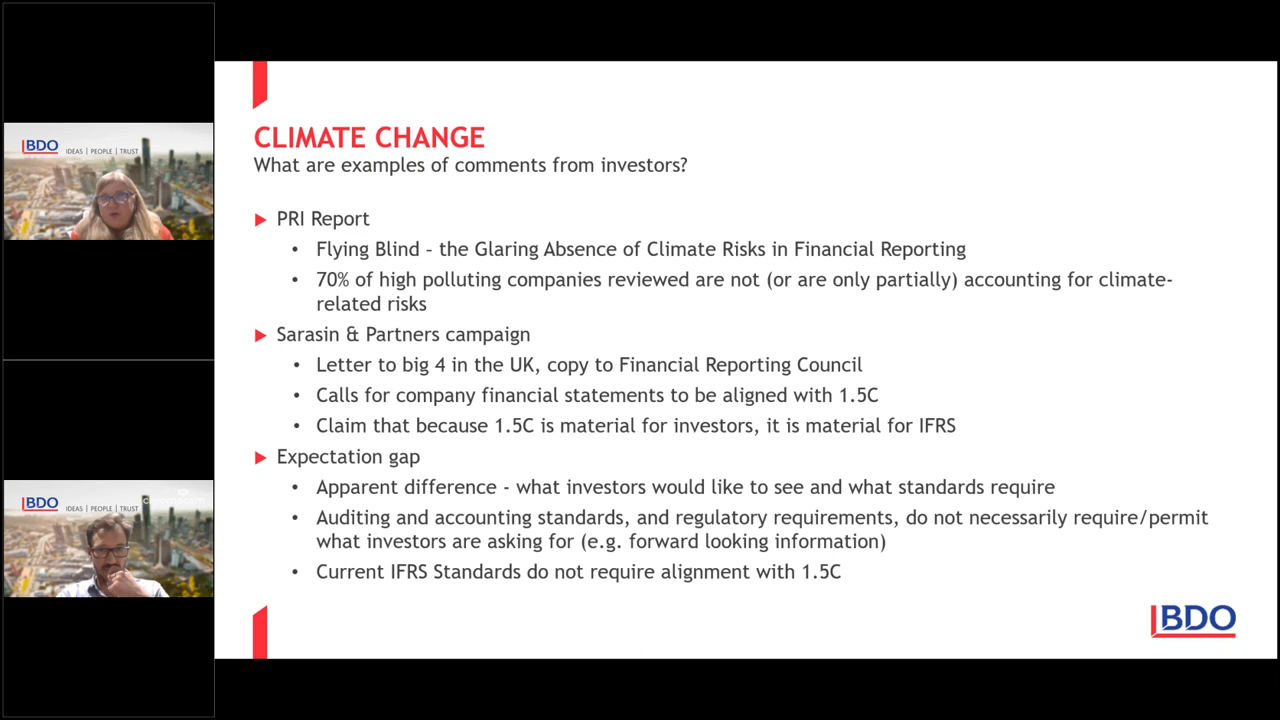 BDO
IDEAS | PEOPLE | TRUST
BDO
IDEAS | PEOPLE | TRUST
CLIMATE CHANGE
What are examples of comments from investors?
PRI Report
• Flying Blind – the Glaring Absence of Climate Risks in Financial Reporting
• 70% of high polluting companies reviewed are not (or are only partially) accounting for climate-
related risks
Sarasin & Partners campaign
• Letter to big 4 in the UK, copy to Financial Reporting Council
• Calls for company financial statements to be aligned with 1.5C
• Claim that because 1.5C is material for investors, it is material for IFRS
Expectation gap
• Apparent difference - what investors would like to see and what standards require
• Auditing and accounting standards, and regulatory requirements, do not necessarily require/permit
what investors are asking for (e.g. forward looking information)
• Current IFRS Standards do not require alignment with 1.5C
BDO